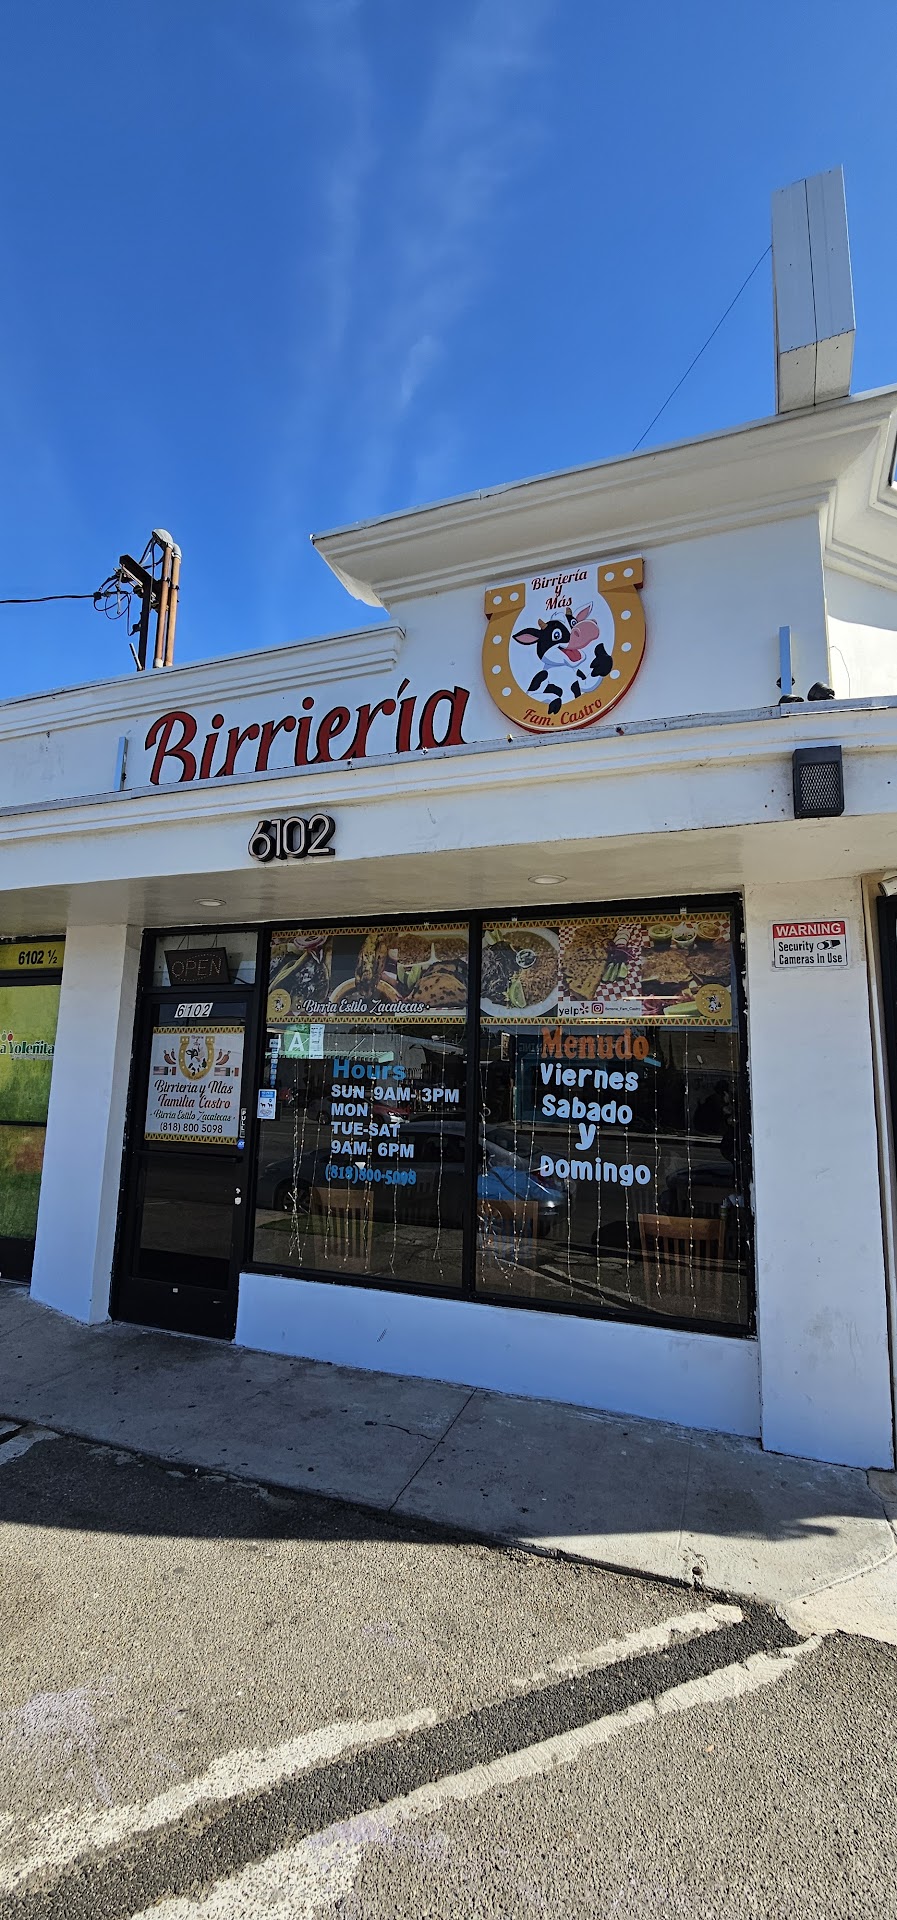 Birriería
y
Más
Fam. Castro
Birriería
6102
6102 ½
OPEN
6102
Birrieria y Más
Familia Castro
• Birria Estilo Zacatecas •
(818) 800 5098
PULL
• Birria Estilo Zacatecas •
yelp
A
Hours
SUN 9AM-3PM
MON
TUE-SAT
9AM-6PM
(818)800-5098
Menudo
Viernes
Sabado
y
Domingo
WARNING
Security
Cameras In Use